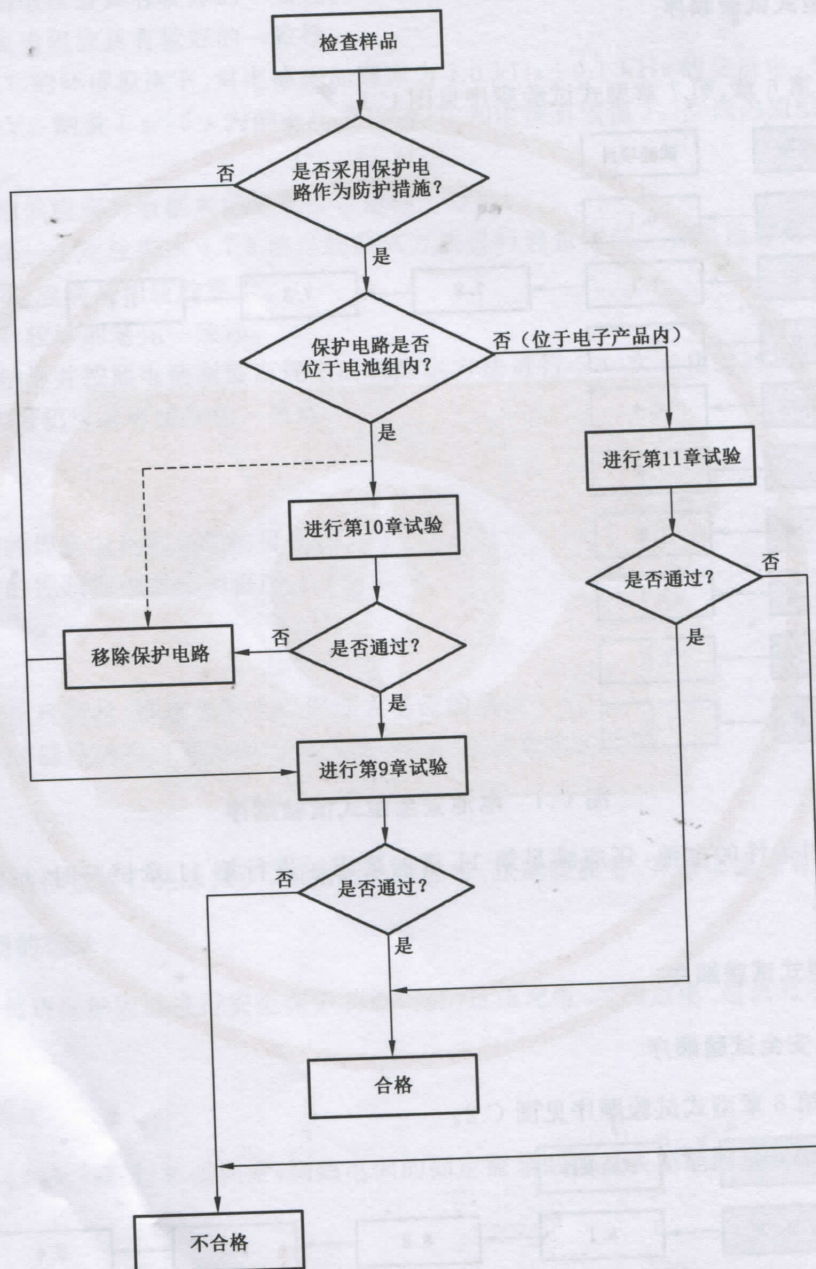 检查样品
是否采用保护电
路作为防护措施？
否
是
保护电路是否
位于电池组内？
否（位于电子产品内）
是
进行第11章试验
进行第10章试验
是否通过？
否
是
移除保护电路
否
是否通过？
是
进行第9章试验
否
是否通过？
是
合格
不合格